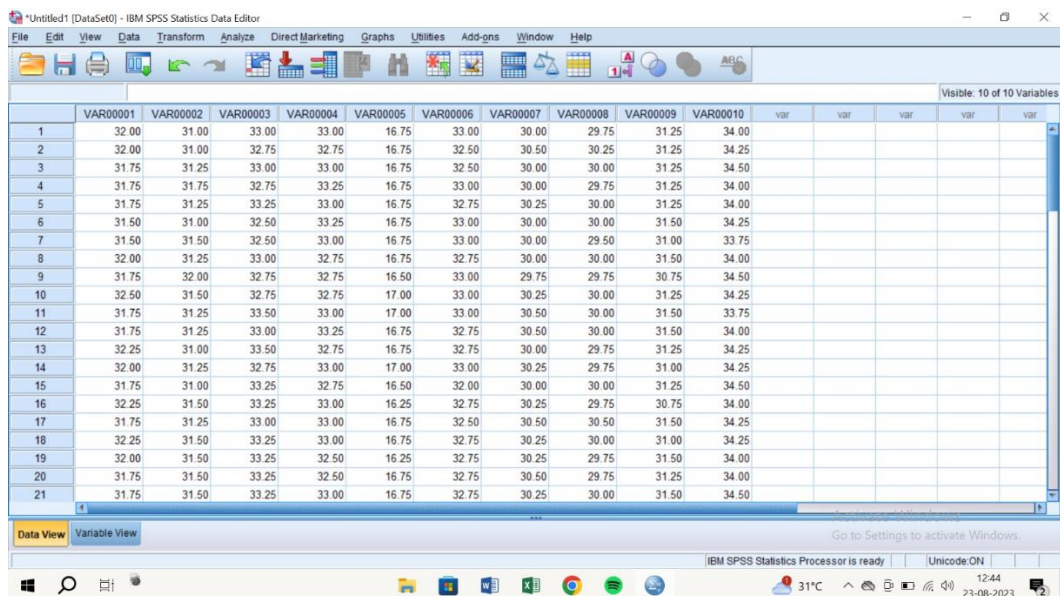 *Untitled1 [DataSet0] - IBM SPSS Statistics Data Editor
File Edit View Data Transform Analyze Direct Marketing Graphs Utilities Add-ons Window Help
Visible: 10 of 10 Variables
VAR00001 VAR00002 VAR00003 VAR00004 VAR00005 VAR00006 VAR00007 VAR00008 VAR00009 VAR00010 var var var var var
1 32.00 31.00 33.00 33.00 16.75 33.00 30.00 29.75 31.25 34.00
2 32.00 31.00 32.75 32.75 16.75 32.50 30.50 30.25 31.25 34.25
3 31.75 31.25 33.00 33.00 16.75 32.50 30.00 30.00 31.25 34.50
4 31.75 31.75 32.75 33.25 16.75 33.00 30.00 29.75 31.25 34.00
5 31.75 31.25 33.25 33.00 16.75 32.75 30.25 30.00 31.25 34.00
6 31.50 31.00 32.50 33.25 16.75 33.00 30.00 30.00 31.50 34.25
7 31.50 31.50 32.50 33.00 16.75 33.00 30.00 29.50 31.00 33.75
8 32.00 31.25 33.00 32.75 16.75 32.75 30.00 30.00 31.50 34.00
9 31.75 32.00 32.75 32.75 16.50 33.00 29.75 29.75 30.75 34.50
10 32.50 31.50 32.75 32.75 17.00 33.00 30.25 30.00 31.25 34.25
11 31.75 31.25 33.50 33.00 17.00 33.00 30.50 30.00 31.50 33.75
12 31.75 31.25 33.00 33.25 16.75 32.75 30.50 30.00 31.50 34.00
13 32.25 31.00 33.50 32.75 16.75 32.75 30.00 29.75 31.25 34.25
14 32.00 31.25 32.75 33.00 17.00 33.00 30.25 29.75 31.00 34.25
15 31.75 31.00 33.25 32.75 16.50 32.00 30.00 30.00 31.25 34.50
16 32.25 31.50 33.25 33.00 16.25 32.75 30.25 29.75 30.75 34.00
17 31.75 31.25 33.00 33.00 16.75 32.50 30.50 30.50 31.50 34.25
18 32.25 31.50 33.25 33.00 16.75 32.75 30.25 30.00 31.00 34.25
19 32.00 31.50 33.25 32.50 16.25 32.75 30.25 29.75 31.50 34.00
20 31.75 31.50 33.25 32.50 16.75 32.75 30.50 29.75 31.25 34.00
21 31.75 31.50 33.25 33.00 16.75 32.75 30.25 30.00 31.50 34.50
Data View Variable View
Go to Settings to activate Windows.
IBM SPSS Statistics Processor is ready Unicode:ON
31°C 12:44
23-08-2023